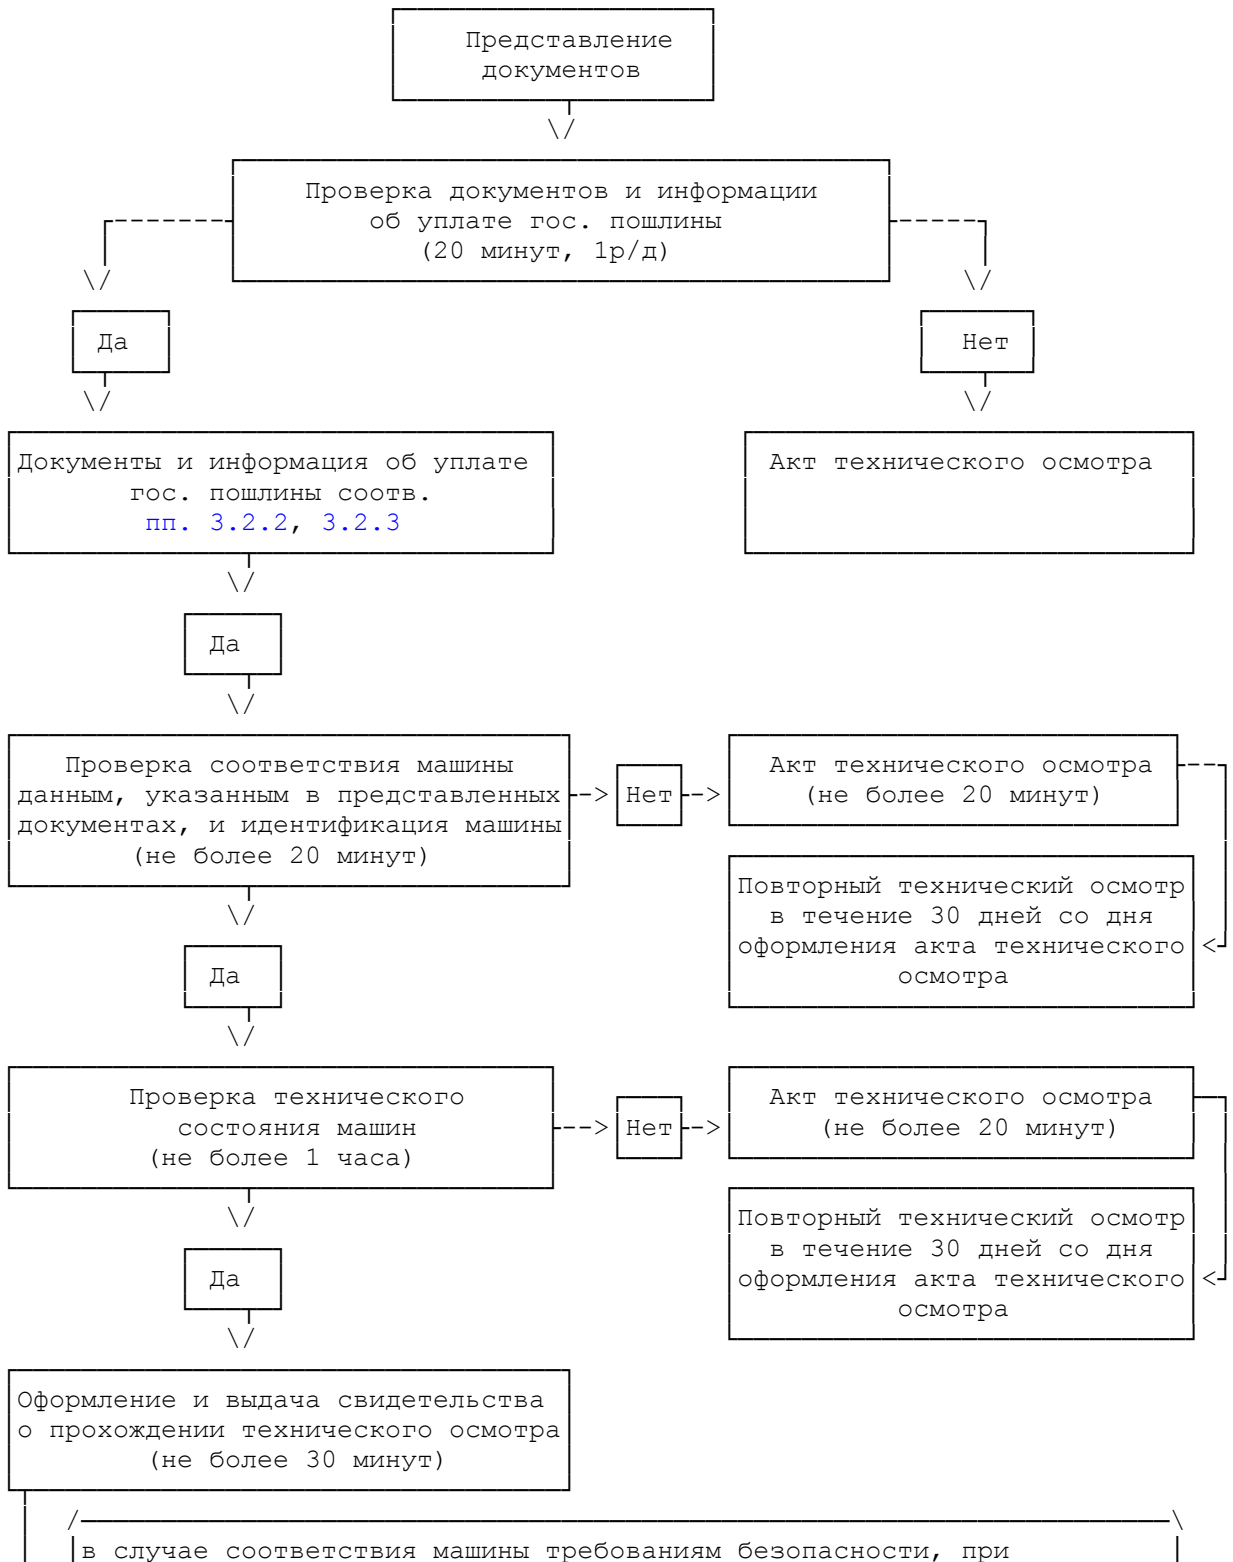 Представление
документов
Проверка документов и информации
об уплате гос. пошлины
(20 минут, 1р/д)
Да
Нет
Документы и информация об уплате
гос. пошлины соотв.
пп. 3.2.2, 3.2.3
Акт технического осмотра
Да
Проверка соответствия машины
данным, указанным в представленных
документах, и идентификация машины
(не более 20 минут)
Нет
Акт технического осмотра
(не более 20 минут)
Повторный технический осмотр
в течение 30 дней со дня
оформления акта технического
осмотра
Да
Проверка технического
состояния машин
(не более 1 часа)
Нет
Акт технического осмотра
(не более 20 минут)
Повторный технический осмотр
в течение 30 дней со дня
оформления акта технического
осмотра
Да
Оформление и выдача свидетельства
о прохождении технического осмотра
(не более 30 минут)
в случае соответствия машины требованиям безопасности, при